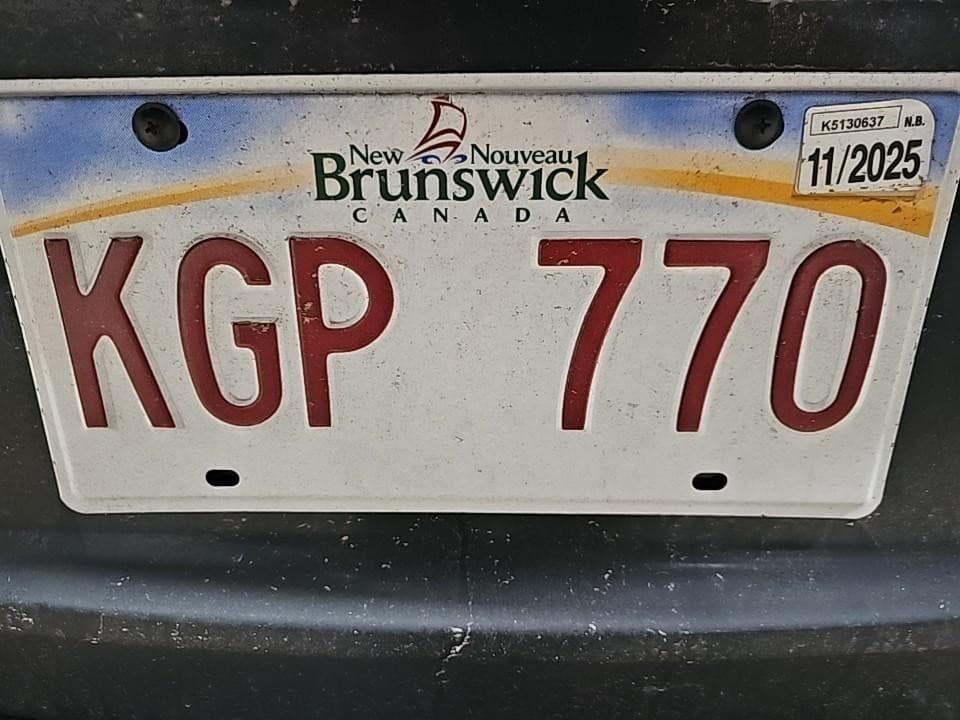 K5130637 N.B.
11/2025
New Nouveau
Brunswick
CANADA
KGP 770